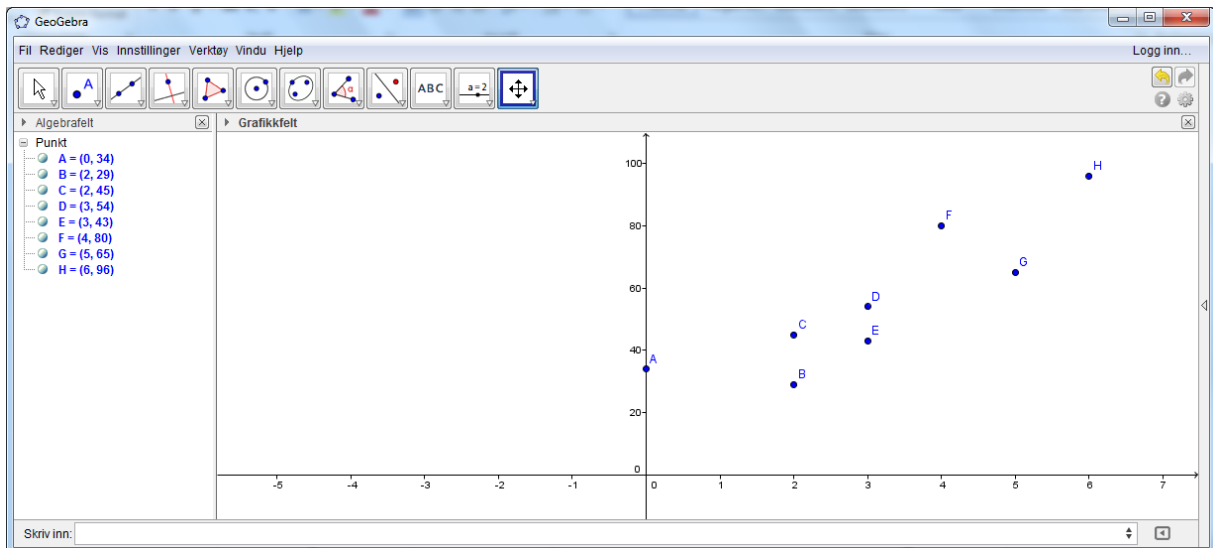 GeoGebra
Fil Rediger Vis Innstillinger Verktøy Vindu Hjelp Logg inn...
A ABC a=2
Algebrafelt
Grafikkfelt
Punkt
A = (0, 34)
B = (2, 29)
C = (2, 45)
D = (3, 54)
E = (3, 43)
F = (4, 80)
G = (5, 65)
H = (6, 96)
100
80
60
40
20
0
-5 -4 -3 -2 -1 0 1 2 3 4 5 6 7
A
B
C
D
E
F
G
H
Skriv inn: